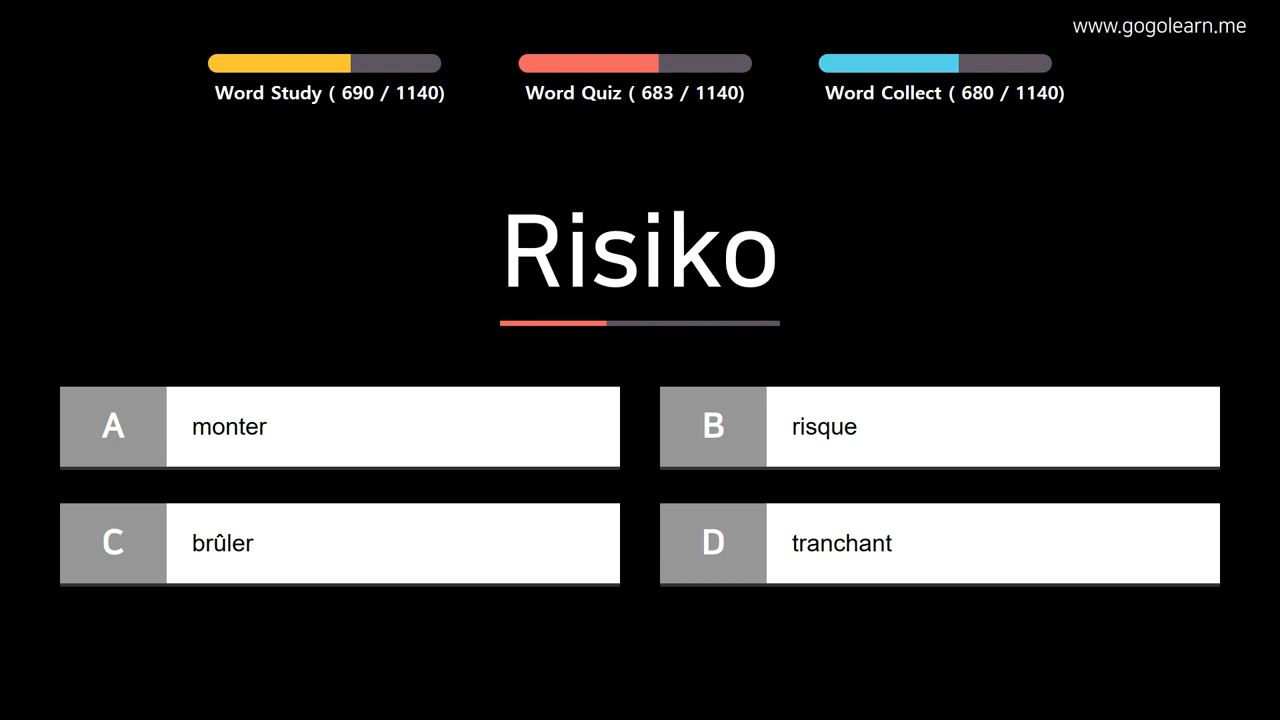 www.gogolearn.me
Word Study ( 690 / 1140)
Word Quiz ( 683 / 1140)
Word Collect ( 680 / 1140)
Risiko
A
monter
B
risque
C
brûler
D
tranchant